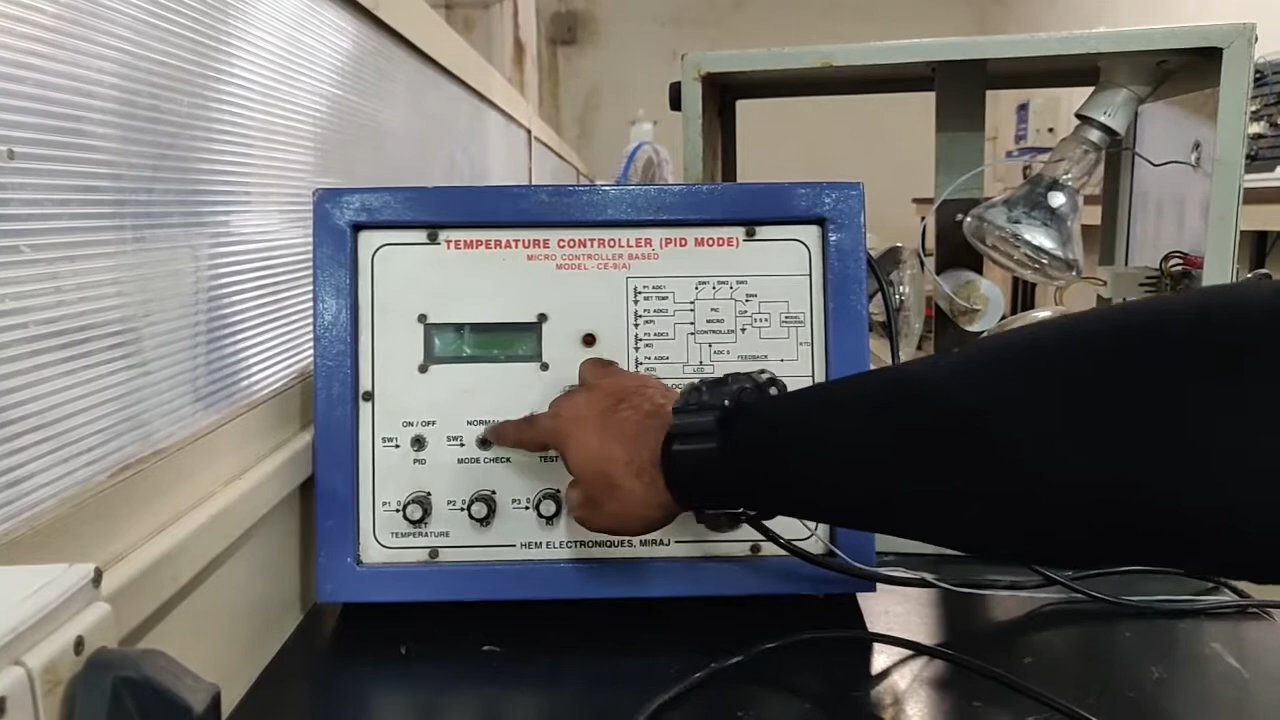 TEMPERATURE CONTROLLER (PID MODE)
MICRO CONTROLLER BASED
MODEL - CE-9(A)
P1 ADC1
SET TEMP.
P2 ADC2
(KP)
P3 ADC3
(KI)
P4 ADC4
(KD)
SW1 SW2 SW3
SW4
PIC
MICRO
CONTROLLER
O/P
S S R
MODEL
PROCESS
RTD
ADC 0
FEEDBACK
LCD
ON / OFF
NORMAL
SW1
SW2
PID
MODE CHECK
TEST
P1 0
P2 0
P3 0
SET
TEMPERATURE
KP
KI
HEM ELECTRONIQUES, MIRAJ